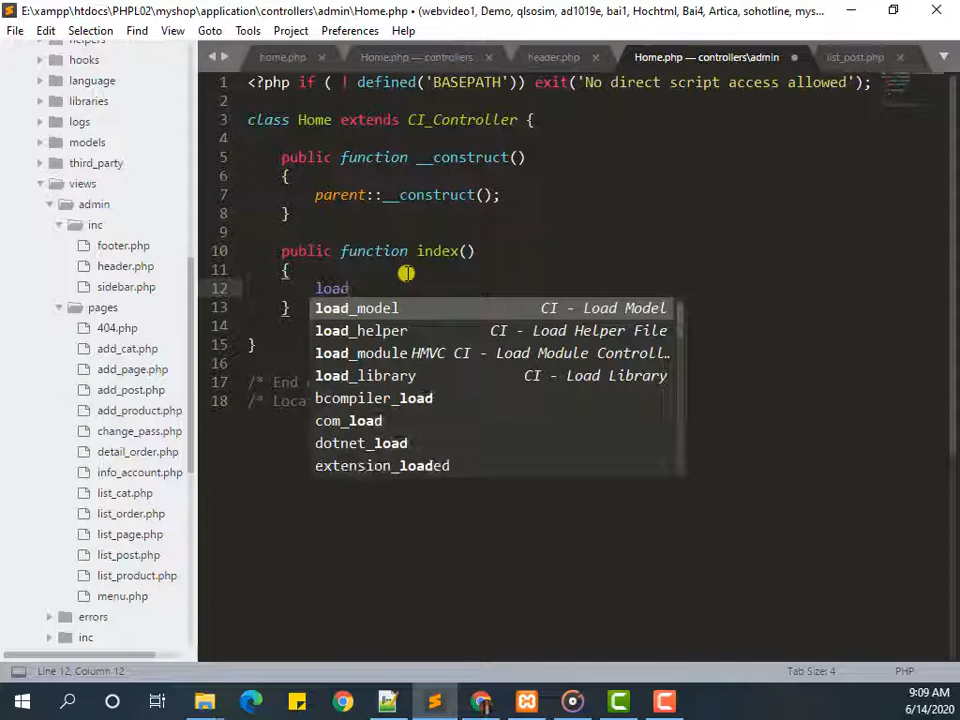 E:\xampp\htdocs\PHPL02\myshop\application\controllers\admin\Home.php • (webvideo1, Demo, qlsosim, ad1019e, bai1, Hochtml, Bai4, Artica, sohotline, mys...
File Edit Selection Find View Goto Tools Project Preferences Help
home.php Home.php — controllers header.php Home.php — controllers\admin list_post.php
hooks
language
libraries
logs
models
third_party
views
admin
inc
footer.php
header.php
sidebar.php
pages
404.php
add_cat.php
add_page.php
add_post.php
add_product.php
change_pass.php
detail_order.php
info_account.php
list_cat.php
list_order.php
list_page.php
list_post.php
list_product.php
menu.php
errors
inc
1 <?php if ( | defined('BASEPATH')) exit('No direct script access allowed');
2
3 class Home extends CI_Controller {
4
5 public function __construct()
6 {
7 parent::__construct();
8 }
9
10 public function index()
11 {
12 load
13 }
14
15 }
16
17 /* End
18 /* Loca
load_model CI - Load Model
load_helper CI - Load Helper File
load_module HMVC CI - Load Module Controll..
load_library CI - Load Library
bcompiler_load
com_load
dotnet_load
extension_loaded
Line 12, Column 12 Tab Size: 4 PHP
9:09 AM
6/14/2020